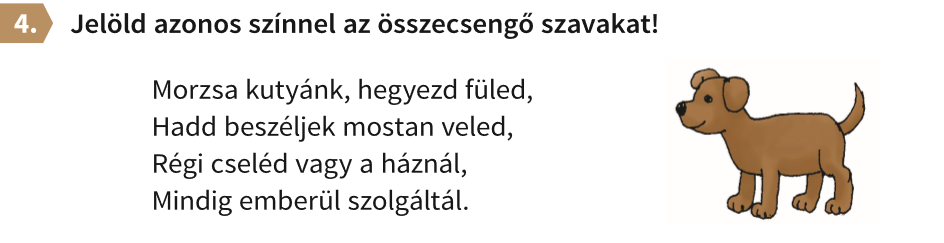 4. Jelöld azonos színnel az összecsengő szavakat!
Morzsa kutyánk, hegyezd füled,
Hadd beszéljek mostan veled,
Régi cseléd vagy a háznál,
Mindig emberül szolgáltál.